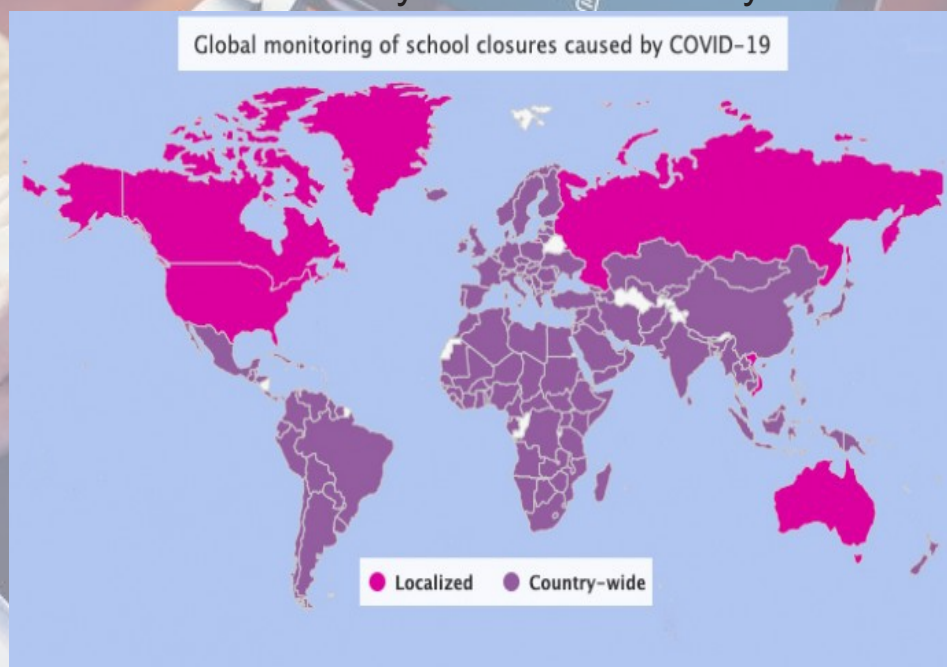 Global monitoring of school closures caused by COVID-19
Localized
Country-wide